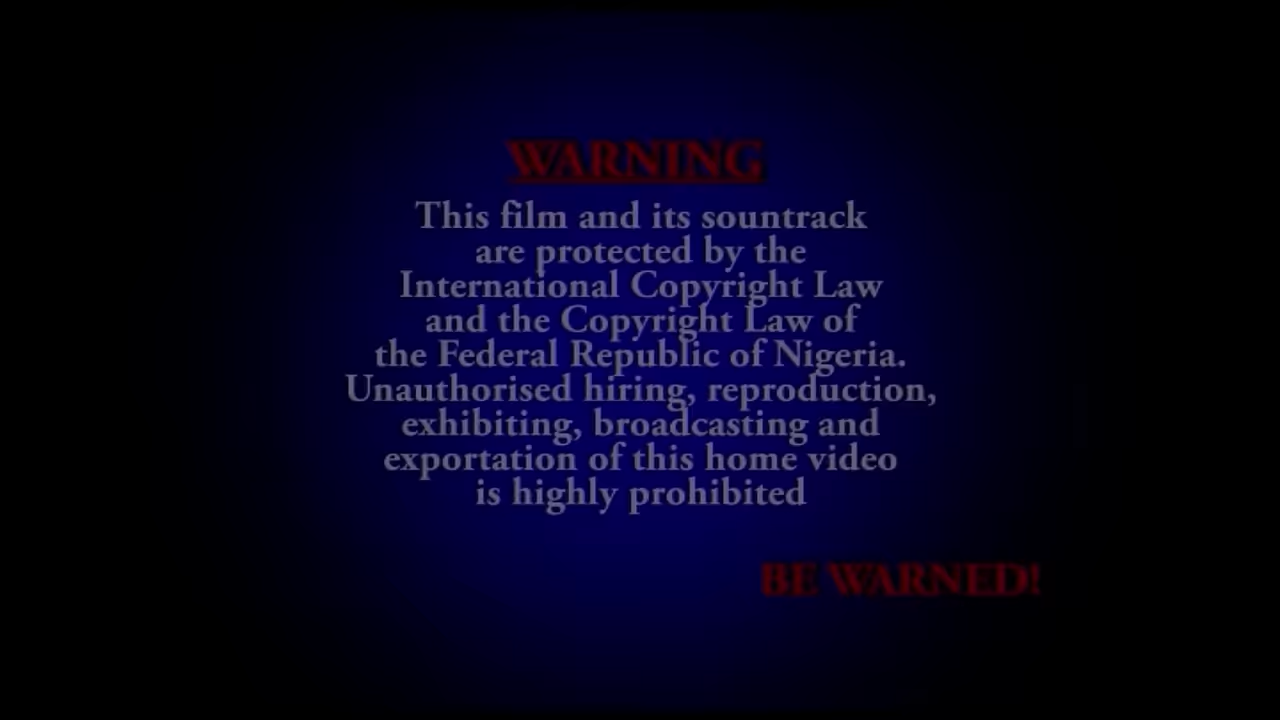 WARNING
This film and its sountrack
are protected by the
International Copyright Law
and the Copyright Law of
the Federal Republic of Nigeria.
Unauthorised hiring, reproduction,
exhibiting, broadcasting and
exportation of this home video
is highly prohibited
BE WARNED!